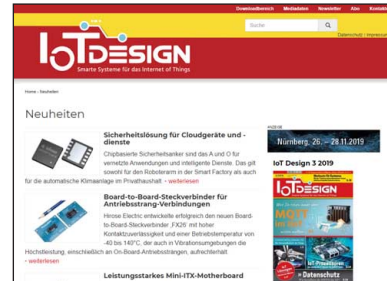 Downloadbereich Mediadaten Newsletter Abo Kontakt
Suche
Datenschutz | Impressum
IoTDESIGN
Smarte Systeme für das Internet of Things
Home - Neuheiten
Neuheiten
Sicherheitslösung für Cloudgeräte und -
dienste
Chipbasierte Sicherheitsanker sind das A und O für
vernetzte Anwendungen und intelligente Dienste. Das gilt
sowohl für den Roboterarm in der Smart Factory als auch
für die automatische Klimaanlage im Privathaushalt. - weiterlesen
Board-to-Board-Steckverbinder für
Antriebsstrang-Verbindungen
Hirose Electric entwickelte erfolgreich den neuen Board-
to-Board-Steckverbinder „FX26“ mit hoher
Kontaktzuverlässigkeit und einer Betriebstemperatur von
-40 bis 140°C, der auch in Vibrationsumgebungen die
Höchstleistung, einschließlich an On-Board-Antriebssträngen, aufrechterhält.
- weiterlesen
Leistungsstarkes Mini-ITX-Motherboard
ANZEIGE
Nürnberg, 26. – 28.11.2019
IoT Design 3 2019
IoTDESIGN
MQTT
» Datenschutz